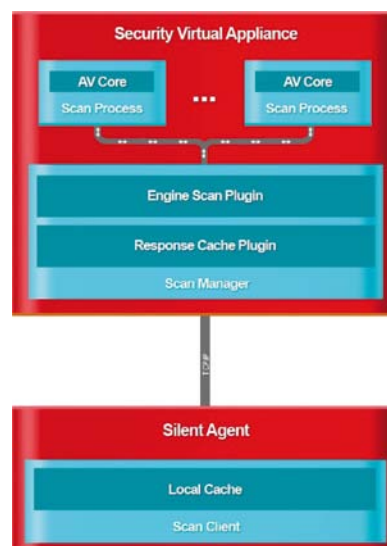 Security Virtual Appliance
AV Core
Scan Process
...
AV Core
Scan Process
Engine Scan Plugin
Response Cache Plugin
Scan Manager
TCP/IP
Silent Agent
Local Cache
Scan Client